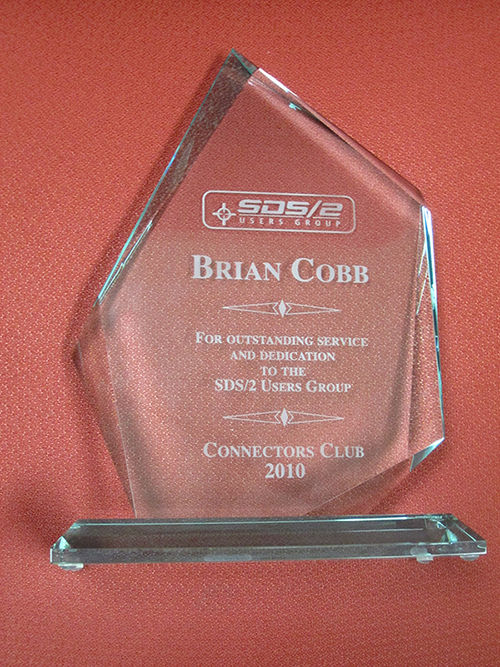 SDS/2
USERS GROUP
BRIAN COBB
FOR OUTSTANDING SERVICE
AND DEDICATION
TO THE
SDS/2 USERS GROUP
CONNECTORS CLUB
2010